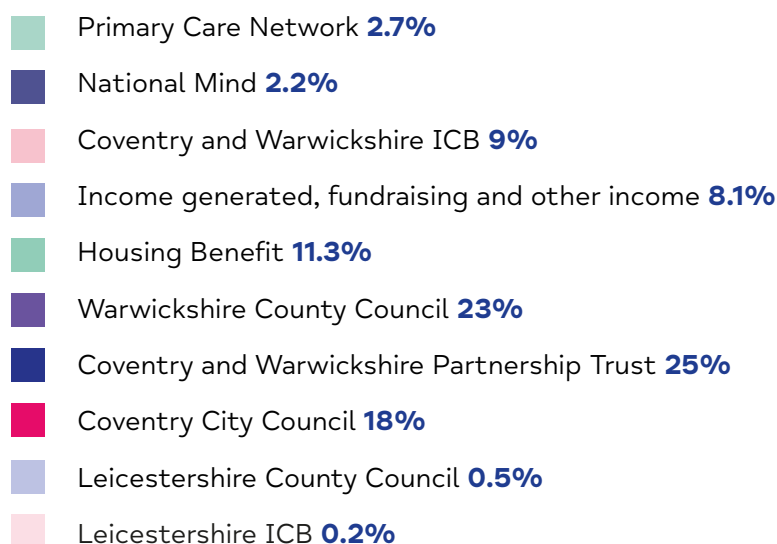 Primary Care Network 2.7%
National Mind 2.2%
Coventry and Warwickshire ICB 9%
Income generated, fundraising and other income 8.1%
Housing Benefit 11.3%
Warwickshire County Council 23%
Coventry and Warwickshire Partnership Trust 25%
Coventry City Council 18%
Leicestershire County Council 0.5%
Leicestershire ICB 0.2%